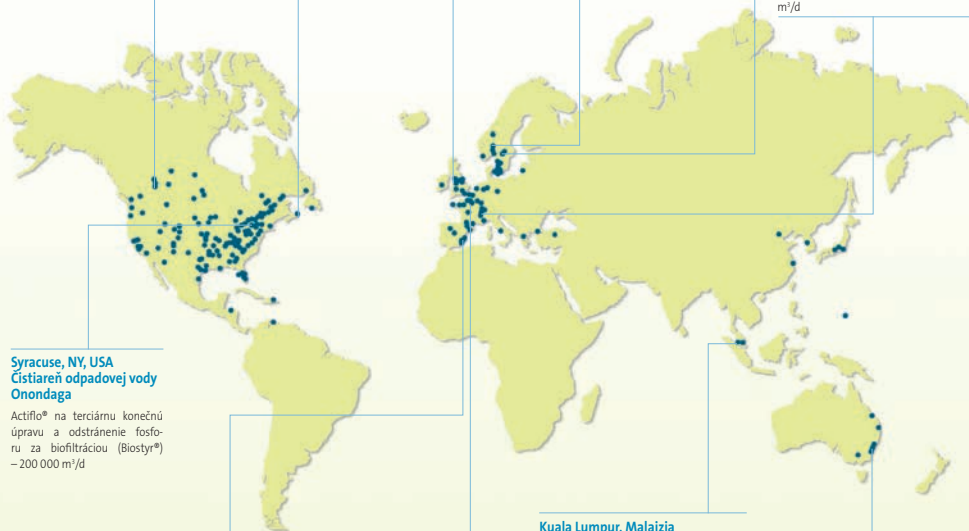 m³/d
Syracuse, NY, USA
Čistiareň odpadovej vody
Onondaga
Actiflo® na terciárnu konečnú
úpravu a odstránenie fosfo-
ru za biofiltráciou (Biostyr®)
– 200 000 m³/d
Kuala Lumpur, Malajzia